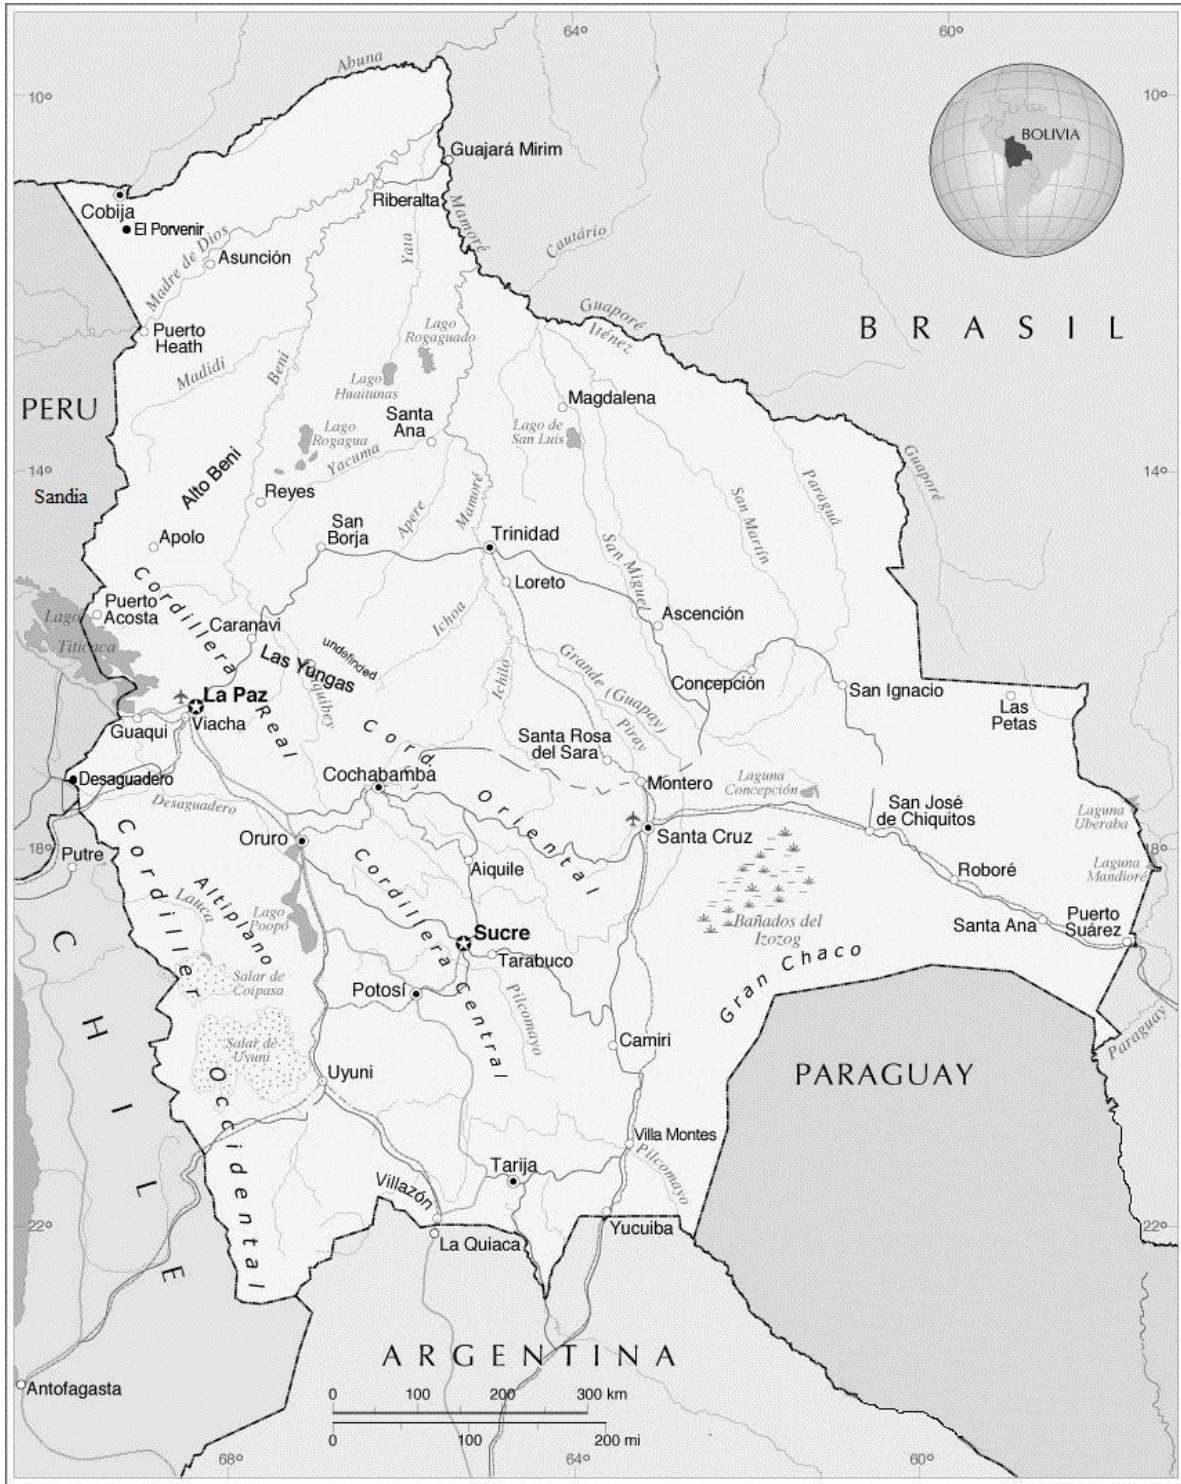 64º
60º
Abuna
10º
10º
BOLIVIA
Guajará Mirim
Cobija
Riberalta
El Porvenir
Mamoré
Madre de Dios
Yata
Cautário
Asunción
Guaporé
Iténez
BRASIL
Puerto
Heath
Lago
Rogaguado
Madidi
Beni
Lago
Huaitunas
Magdalena
PERU
Santa
Ana
Lago
Rogagua
Lago de
San Luis
Guaporé
14º
14º
Yacuma
Alto Beni
Sandia
Reyes
Paraguá
San Martín
Apere
Mamoré
Apolo
San
Borja
Trinidad
San Miguel
Loreto
Cordillera
Real
Puerto
Acosta
Lago
Titicaca
Caranavi
Ichoa
Ascención
undefinded
Las Yungas
Quiquibey
Ichilo
Grande (Guapay)
Piray
Concepción
San Ignacio
La Paz
Viacha
Guaqui
Las
Petas
Cord.
Oriental
Santa Rosa
del Sara
Desaguadero
Cochabamba
Montero
Laguna
Concepción
Desaguadero
San José
de Chiquitos
Laguna
Uberaba
Oruro
Santa Cruz
18º
18º
Putre
Cordiller
Occidental
Aiquile
Roboré
Laguna
Mandioré
Altiplano
Lauca
Cordillera
Central
Lago
Poopó
Bañados del
Izozog
Santa Ana
Puerto
Suárez
Sucre
Tarabuco
Gran Chaco
Salar de
Coipasa
Potosí
Pilcomayo
CHILE
Salar de
Uyuni
Camiri
Paraguay
Uyuni
PARAGUAY
Villa Montes
Tarija
Pilcomayo
Villazón
22º
22º
La Quiaca
Yucuiba
ARGENTINA
Antofagasta
0 100 200 300 km
0 100 200 mi
68º
64º
60º